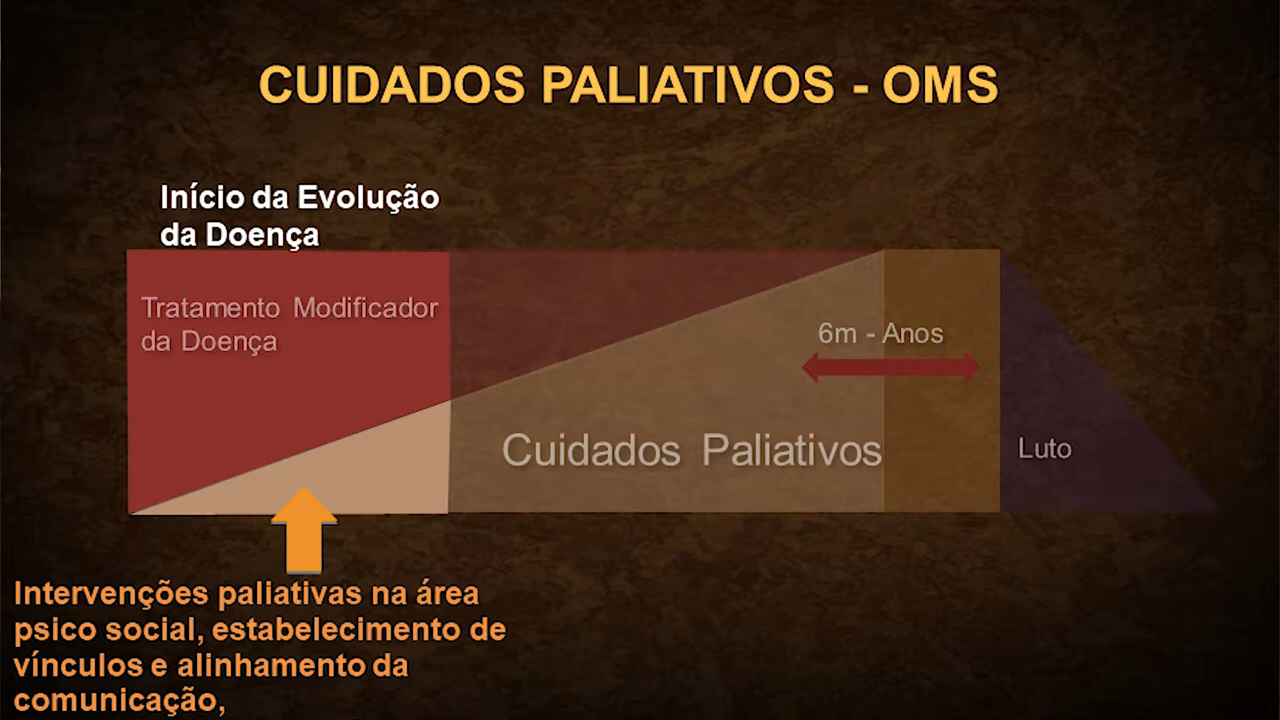 CUIDADOS PALIATIVOS - OMS
Início da Evolução
da Doença
Tratamento Modificador
da Doença
6m - Anos
Cuidados Paliativos
Luto
Intervenções paliativas na área
psico social, estabelecimento de
vínculos e alinhamento da
comunicação,